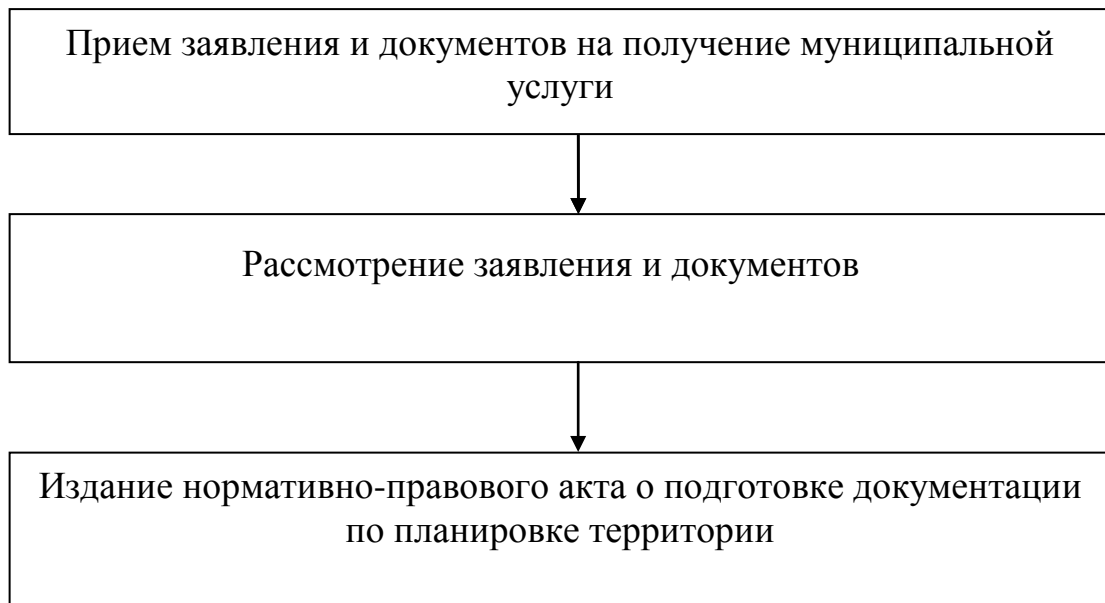 Прием заявления и документов на получение муниципальной
услуги
Рассмотрение заявления и документов
Издание нормативно-правового акта о подготовке документации
по планировке территории